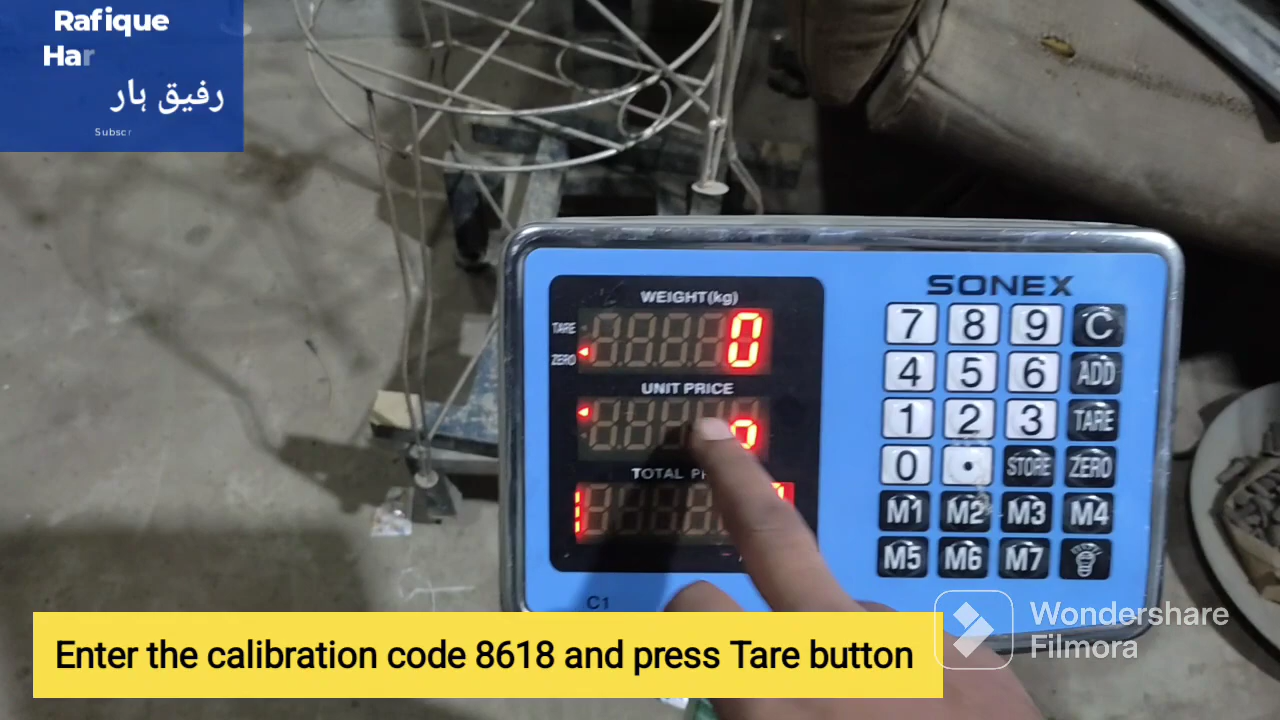 Rafique
Har
رفیق ہار
Subscr
SONEX
WEIGHT(kg)
TARE
ZERO
0
UNIT PRICE
0
TOTAL PR
7 8 9 C
4 5 6 ADD
1 2 3 TARE
0 . STORE ZERO
M1 M2 M3 M4
M5 M6 M7
C1
Wondershare
Filmora
Enter the calibration code 8618 and press Tare button